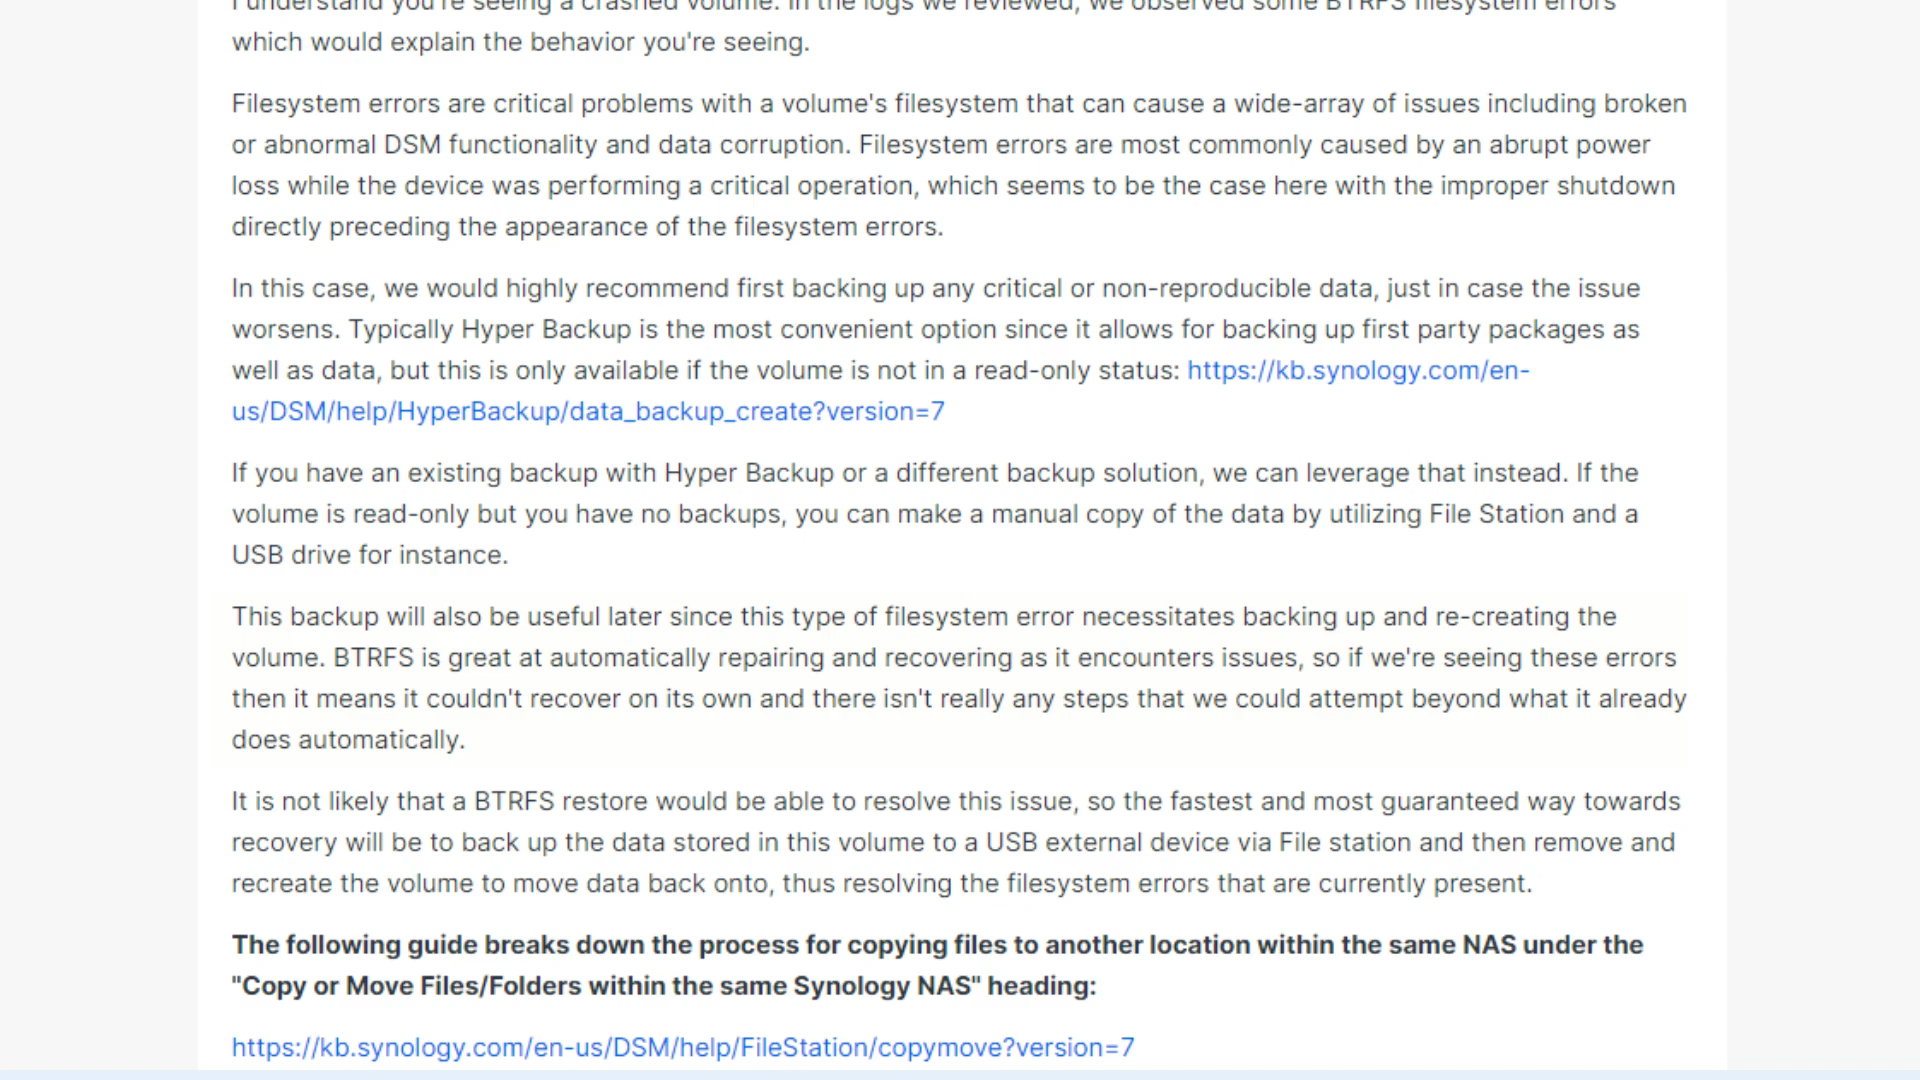 I understand you're seeing a crashed volume. In the logs we reviewed, we observed some BTRFS filesystem errors
which would explain the behavior you're seeing.
Filesystem errors are critical problems with a volume's filesystem that can cause a wide-array of issues including broken
or abnormal DSM functionality and data corruption. Filesystem errors are most commonly caused by an abrupt power
loss while the device was performing a critical operation, which seems to be the case here with the improper shutdown
directly preceding the appearance of the filesystem errors.
In this case, we would highly recommend first backing up any critical or non-reproducible data, just in case the issue
worsens. Typically Hyper Backup is the most convenient option since it allows for backing up first party packages as
well as data, but this is only available if the volume is not in a read-only status: https://kb.synology.com/en-
us/DSM/help/HyperBackup/data_backup_create?version=7
If you have an existing backup with Hyper Backup or a different backup solution, we can leverage that instead. If the
volume is read-only but you have no backups, you can make a manual copy of the data by utilizing File Station and a
USB drive for instance.
This backup will also be useful later since this type of filesystem error necessitates backing up and re-creating the
volume. BTRFS is great at automatically repairing and recovering as it encounters issues, so if we're seeing these errors
then it means it couldn't recover on its own and there isn't really any steps that we could attempt beyond what it already
does automatically.
It is not likely that a BTRFS restore would be able to resolve this issue, so the fastest and most guaranteed way towards
recovery will be to back up the data stored in this volume to a USB external device via File station and then remove and
recreate the volume to move data back onto, thus resolving the filesystem errors that are currently present.
The following guide breaks down the process for copying files to another location within the same NAS under the
"Copy or Move Files/Folders within the same Synology NAS" heading:
https://kb.synology.com/en-us/DSM/help/FileStation/copymove?version=7